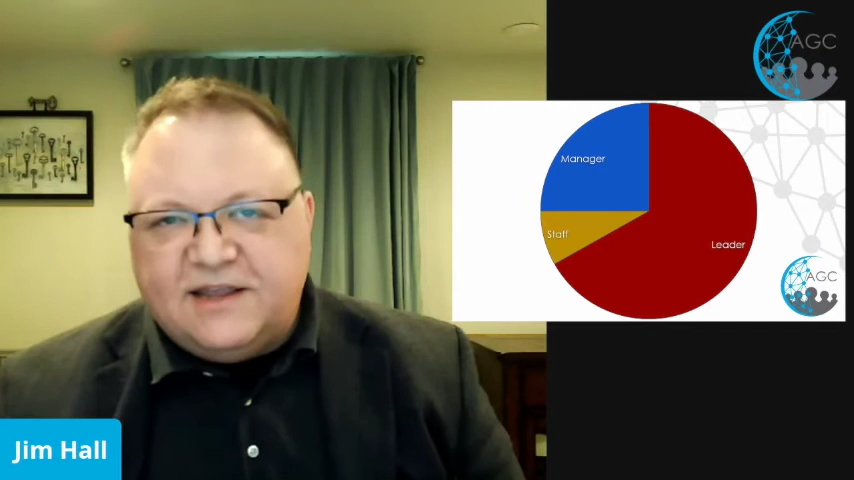 AGC
Manager
Staff
Leader
AGC
Jim Hall